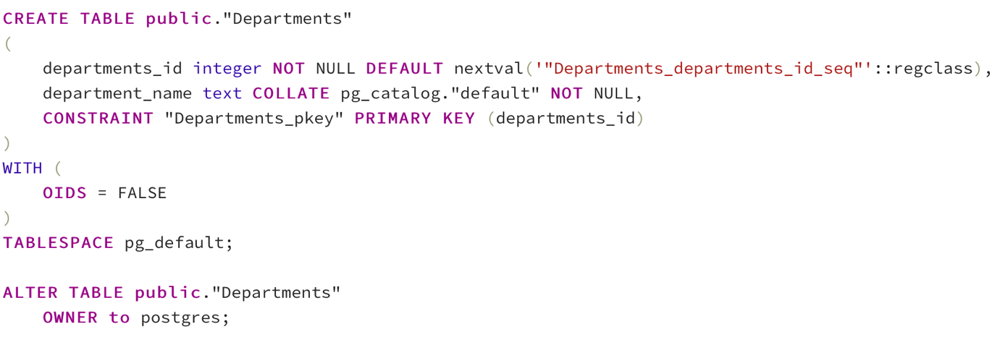 CREATE TABLE public."Departments"
(
    departments_id integer NOT NULL DEFAULT nextval('"Departments_departments_id_seq"'::regclass),
    department_name text COLLATE pg_catalog."default" NOT NULL,
    CONSTRAINT "Departments_pkey" PRIMARY KEY (departments_id)
)
WITH (
    OIDS = FALSE
)
TABLESPACE pg_default;

ALTER TABLE public."Departments"
    OWNER to postgres;